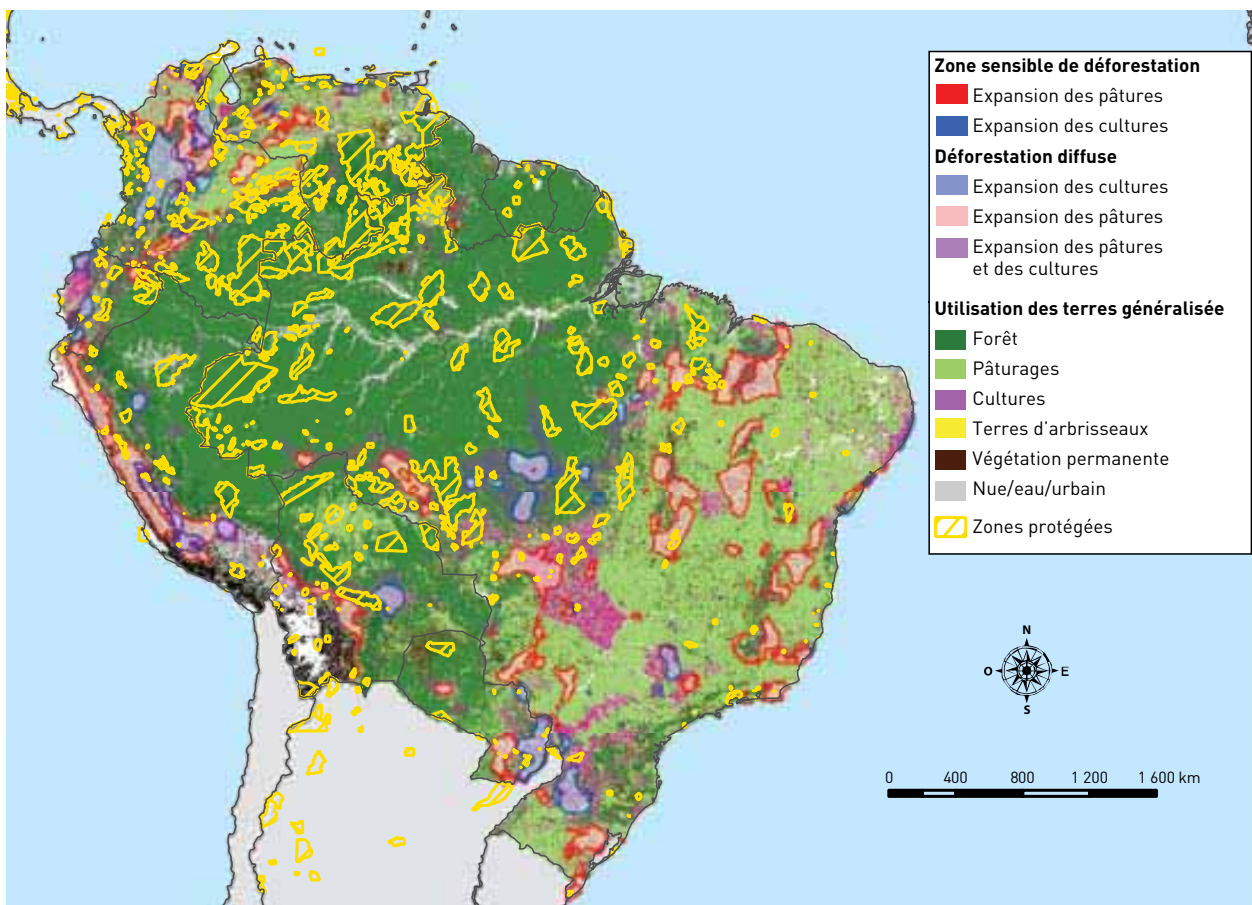 Zone sensible de déforestation
Expansion des pâtures
Expansion des cultures
Déforestation diffuse
Expansion des cultures
Expansion des pâtures
Expansion des pâtures
et des cultures
Utilisation des terres généralisée
Forêt
Pâturages
Cultures
Terres d'arbrisseaux
Végétation permanente
Nue/eau/urbain
Zones protégées
N
O E
S
0 400 800 1 200 1 600 km